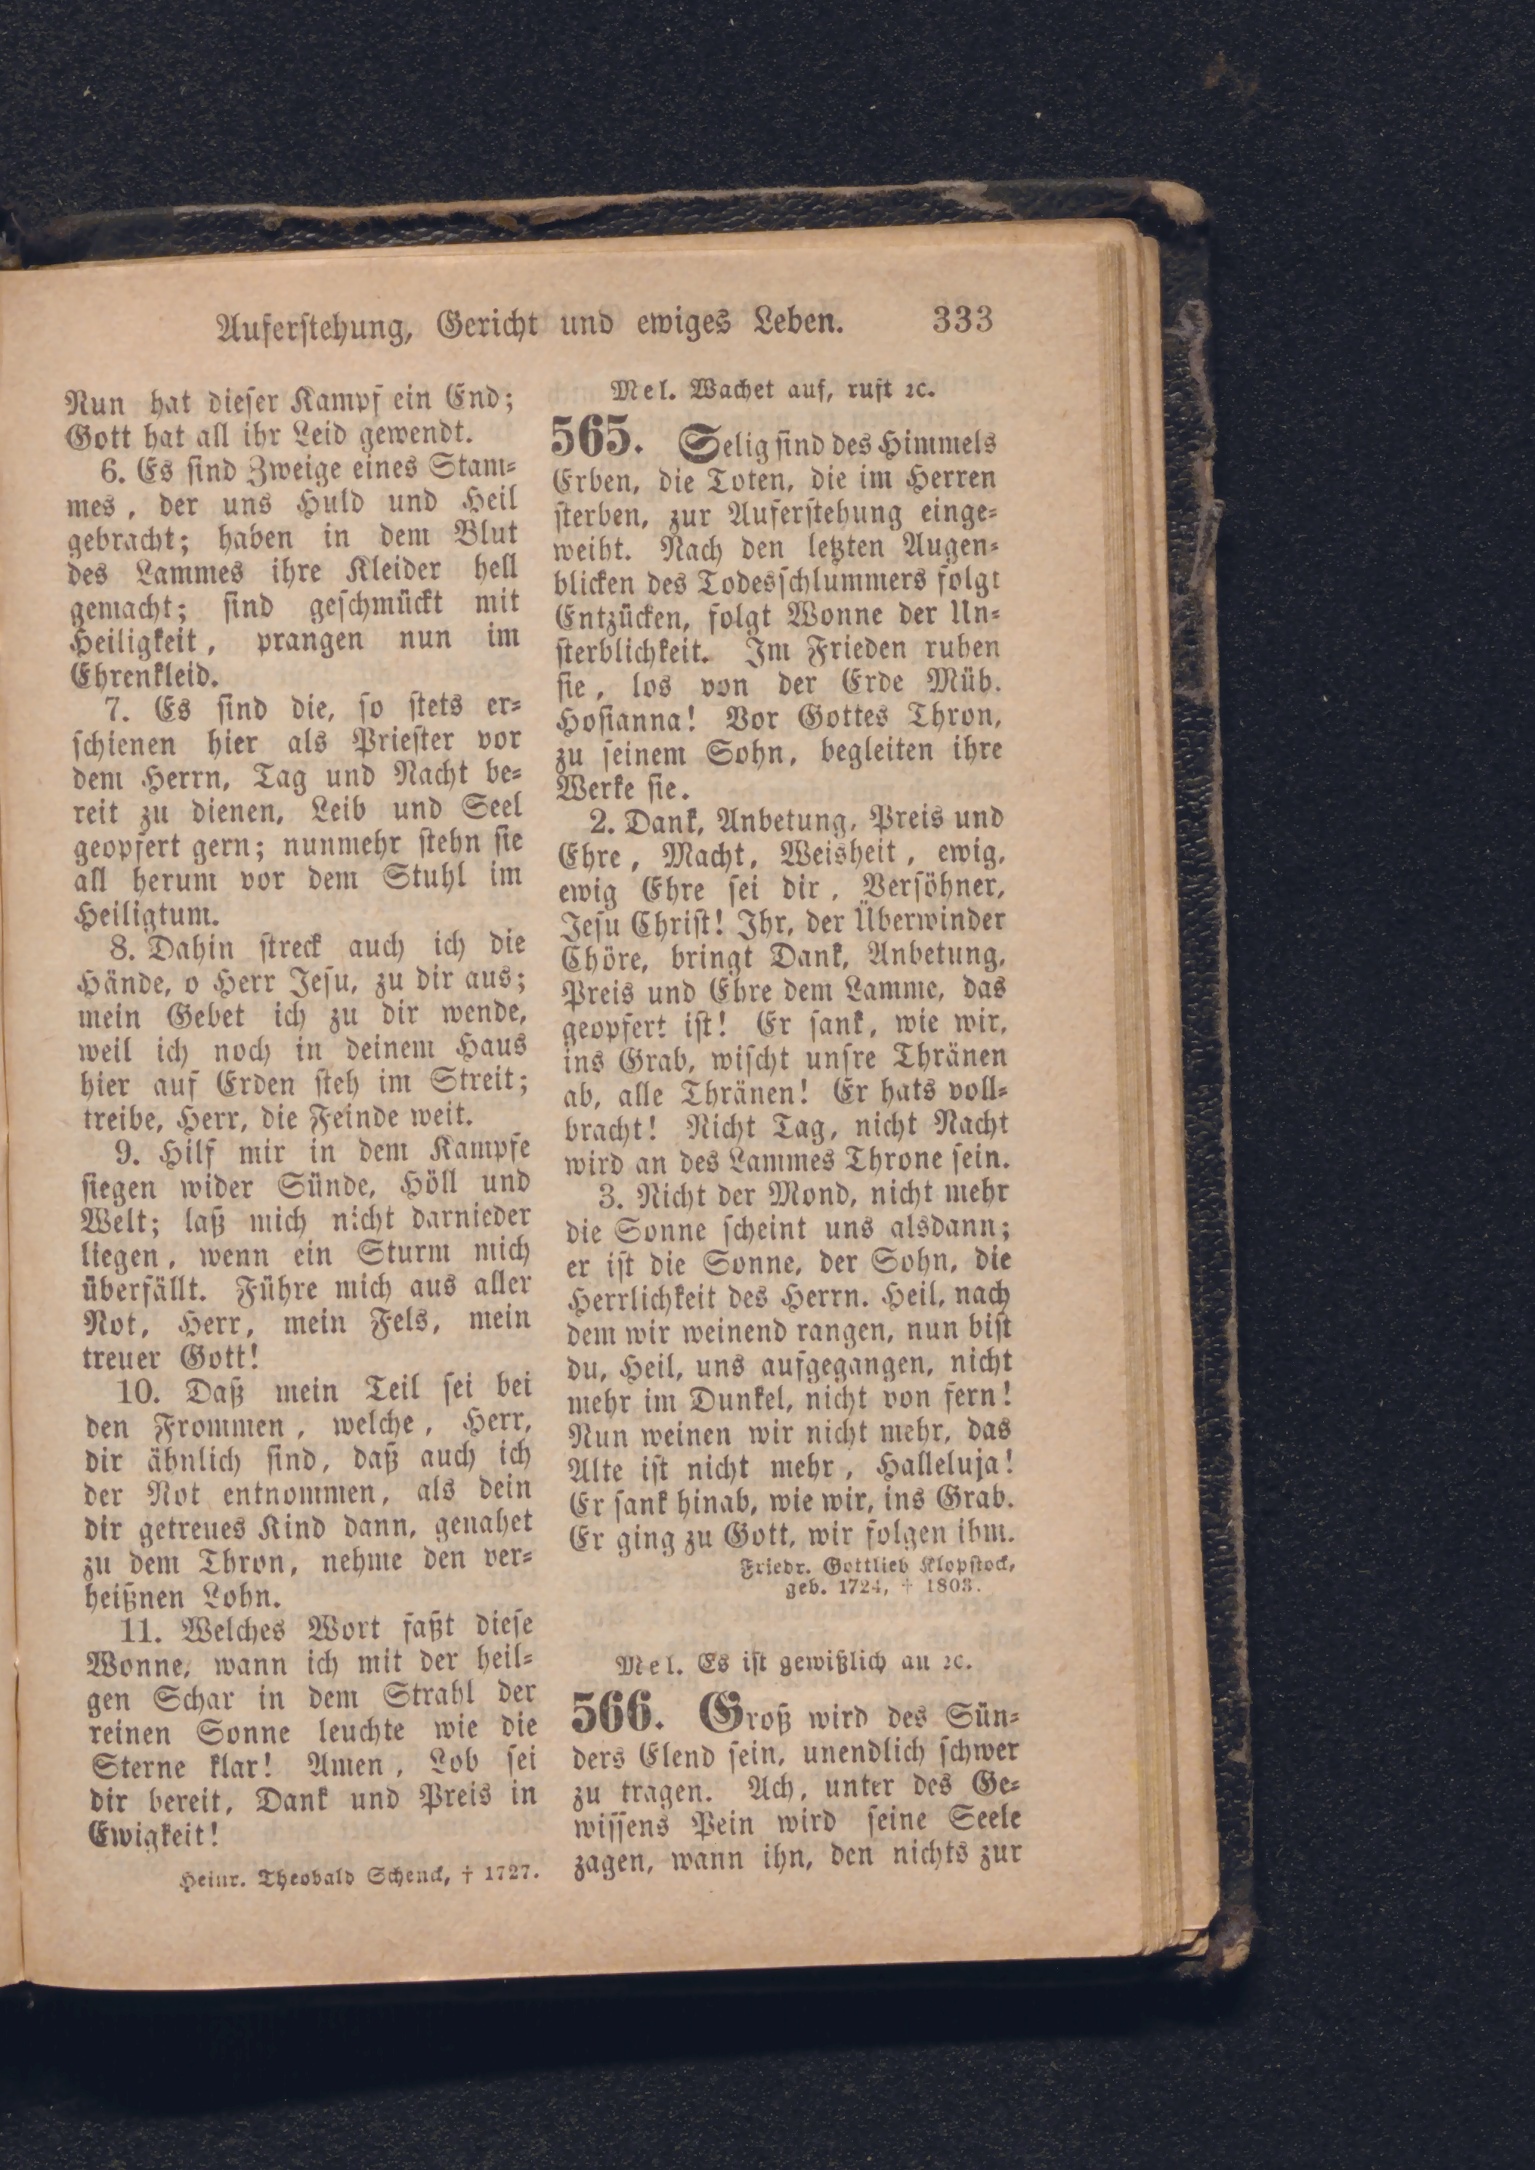 Auferstehung, Gericht und ewiges Leben. 333
Nun hat dieser Kampf ein End;
Gott hat all ihr Leid gewendt.
6. Es sind Zweige eines Stam-
mes, der uns Huld und Heil
gebracht; haben in dem Blut
des Lammes ihre Kleider hell
gemacht; sind geschmückt mit
Heiligkeit, prangen nun im
Ehrenkleid.
7. Es sind die, so stets er-
schienen hier als Priester vor
dem Herrn, Tag und Nacht be-
reit zu dienen, Leib und Seel
geopfert gern; nunmehr stehn sie
all herum vor dem Stuhl im
Heiligtum.
8. Dahin streck auch ich die
Hände, o Herr Jesu, zu dir aus;
mein Gebet ich zu dir wende,
weil ich noch in deinem Haus
hier auf Erden steh im Streit;
treibe, Herr, die Feinde weit.
9. Hilf mir in dem Kampfe
siegen wider Sünde, Höll und
Welt; laß mich nicht darnieder
liegen, wenn ein Sturm mich
überfällt. Führe mich aus aller
Not, Herr, mein Fels, mein
treuer Gott!
10. Daß mein Teil sei bei
den Frommen, welche, Herr,
dir ähnlich sind, daß auch ich
der Not entnommen, als dein
dir getreues Kind dann, genahet
zu dem Thron, nehme den ver-
heißnen Lohn.
11. Welches Wort faßt diese
Wonne, wann ich mit der heil-
gen Schar in dem Strahl der
reinen Sonne leuchte wie die
Sterne klar! Amen, Lob sei
dir bereit, Dank und Preis in
Ewigkeit!
Heinr. Theobald Schenck, † 1727.
Mel. Wachet auf, ruft ꝛc.
565. Selig sind des Himmels
Erben, die Toten, die im Herren
sterben, zur Auferstehung einge-
weiht. Nach den letzten Augen-
blicken des Todesschlummers folgt
Entzücken, folgt Wonne der Un-
sterblichkeit. Im Frieden ruhen
sie, los von der Erde Müh.
Hosianna! Vor Gottes Thron,
zu seinem Sohn, begleiten ihre
Werke sie.
2. Dank, Anbetung, Preis und
Ehre, Macht, Weisheit, ewig,
ewig Ehre sei dir, Versöhner,
Jesu Christ! Ihr, der Überwinder
Chöre, bringt Dank, Anbetung,
Preis und Ehre dem Lamme, das
geopfert ist! Er sank, wie wir,
ins Grab, wischt unsre Thränen
ab, alle Thränen! Er hats voll-
bracht! Nicht Tag, nicht Nacht
wird an des Lammes Throne sein.
3. Nicht der Mond, nicht mehr
die Sonne scheint uns alsdann;
er ist die Sonne, der Sohn, die
Herrlichkeit des Herrn. Heil, nach
dem wir weinend rangen, nun bist
du, Heil, uns aufgegangen, nicht
mehr im Dunkel, nicht von fern!
Nun weinen wir nicht mehr, das
Alte ist nicht mehr, Halleluja!
Er sank hinab, wie wir, ins Grab.
Er ging zu Gott, wir folgen ihm.
Friedr. Gottlieb Klopstock,
geb. 1724, † 1803.
Mel. Es ist gewißlich an ꝛc.
566. Groß wird des Sün-
ders Elend sein, unendlich schwer
zu tragen. Ach, unter des Ge-
wissens Pein wird seine Seele
zagen, wann ihn, den nichts zur